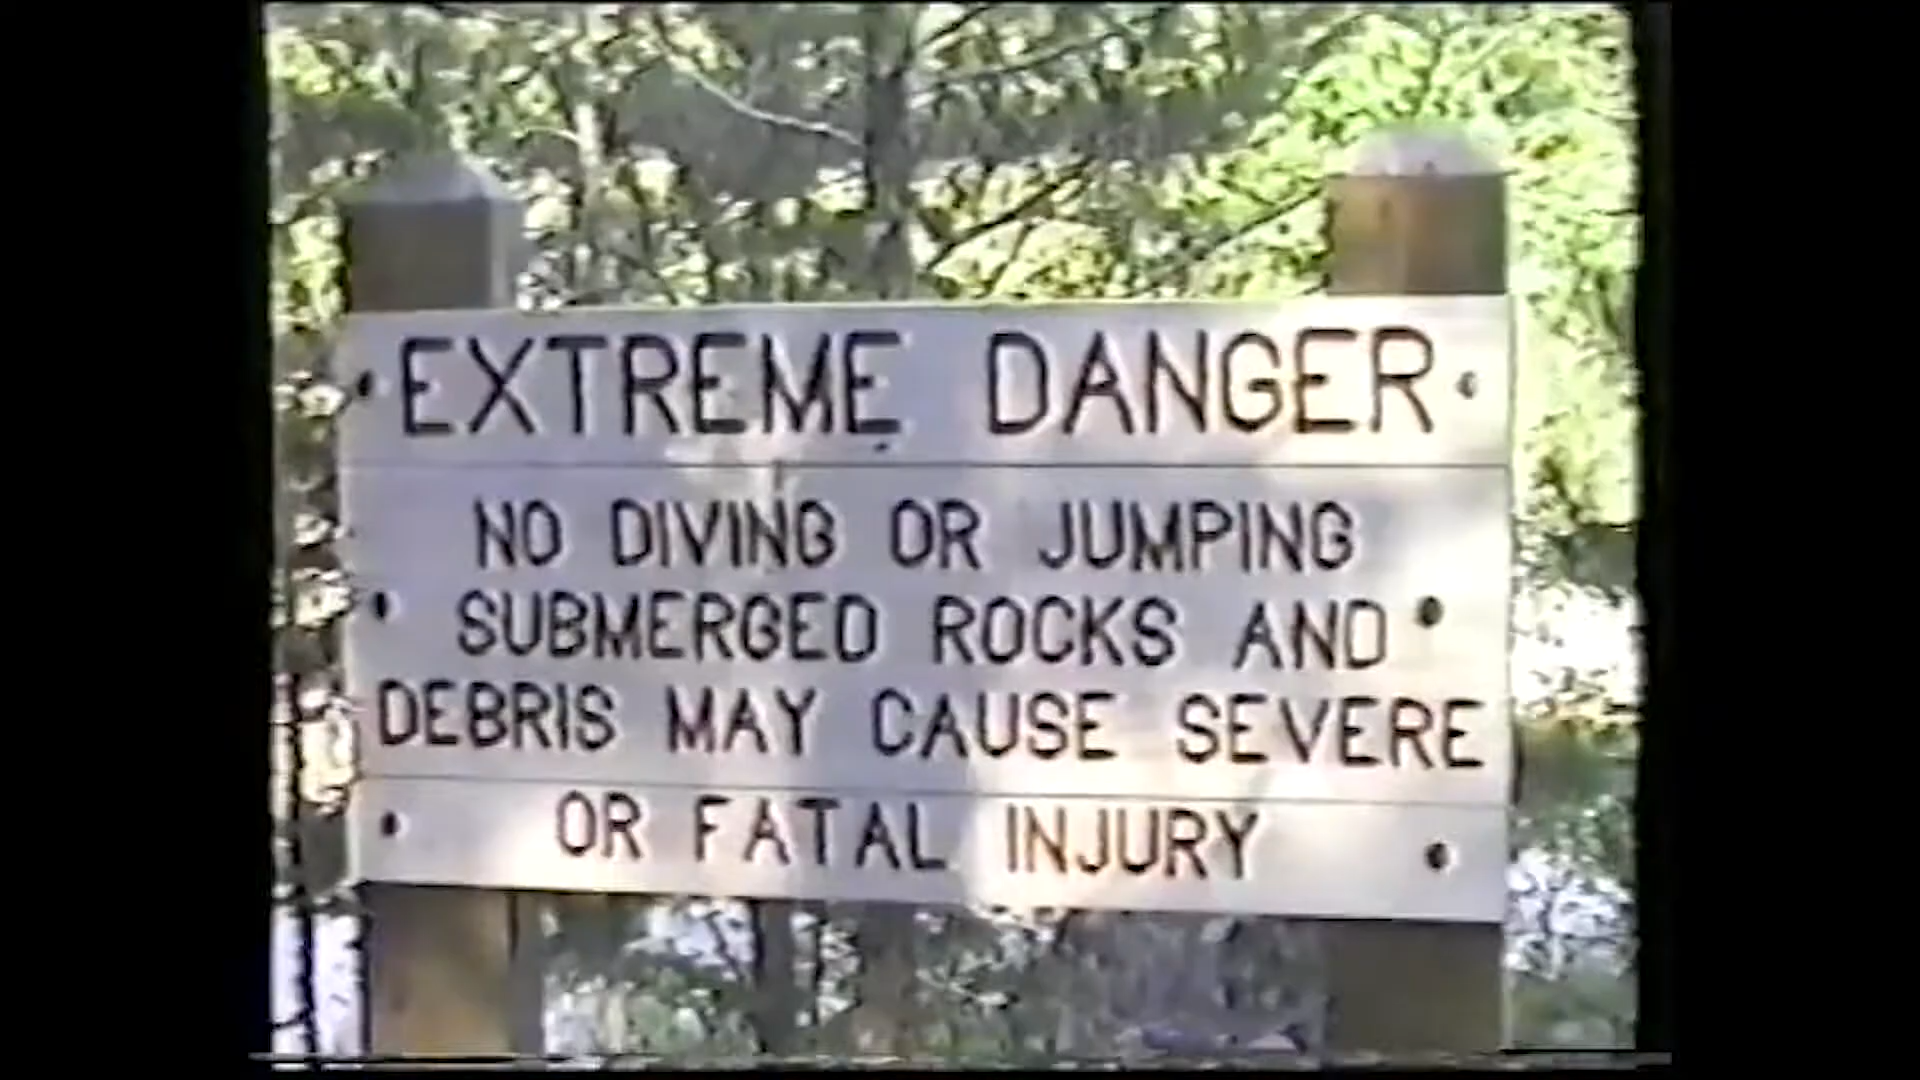 EXTREME DANGER
NO DIVING OR JUMPING
SUBMERGED ROCKS AND
DEBRIS MAY CAUSE SEVERE
OR FATAL INJURY